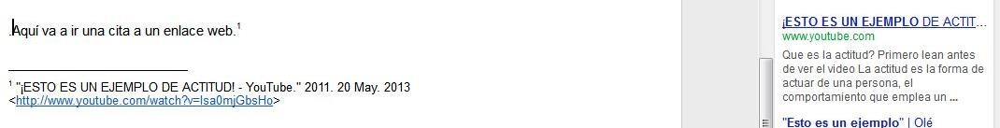 .Aquí va a ir una cita a un enlace web.1
1 "¡ESTO ES UN EJEMPLO DE ACTITUD! - YouTube." 2011. 20 May. 2013
<http://www.youtube.com/watch?v=Isa0mjGbsHo>
¡ESTO ES UN EJEMPLO DE ACTIT...
www.youtube.com
Que es la actitud? Primero lean antes
de ver el video La actitud es la forma de
actuar de una persona, el
comportamiento que emplea un ...
"Esto es un ejemplo" | Olé